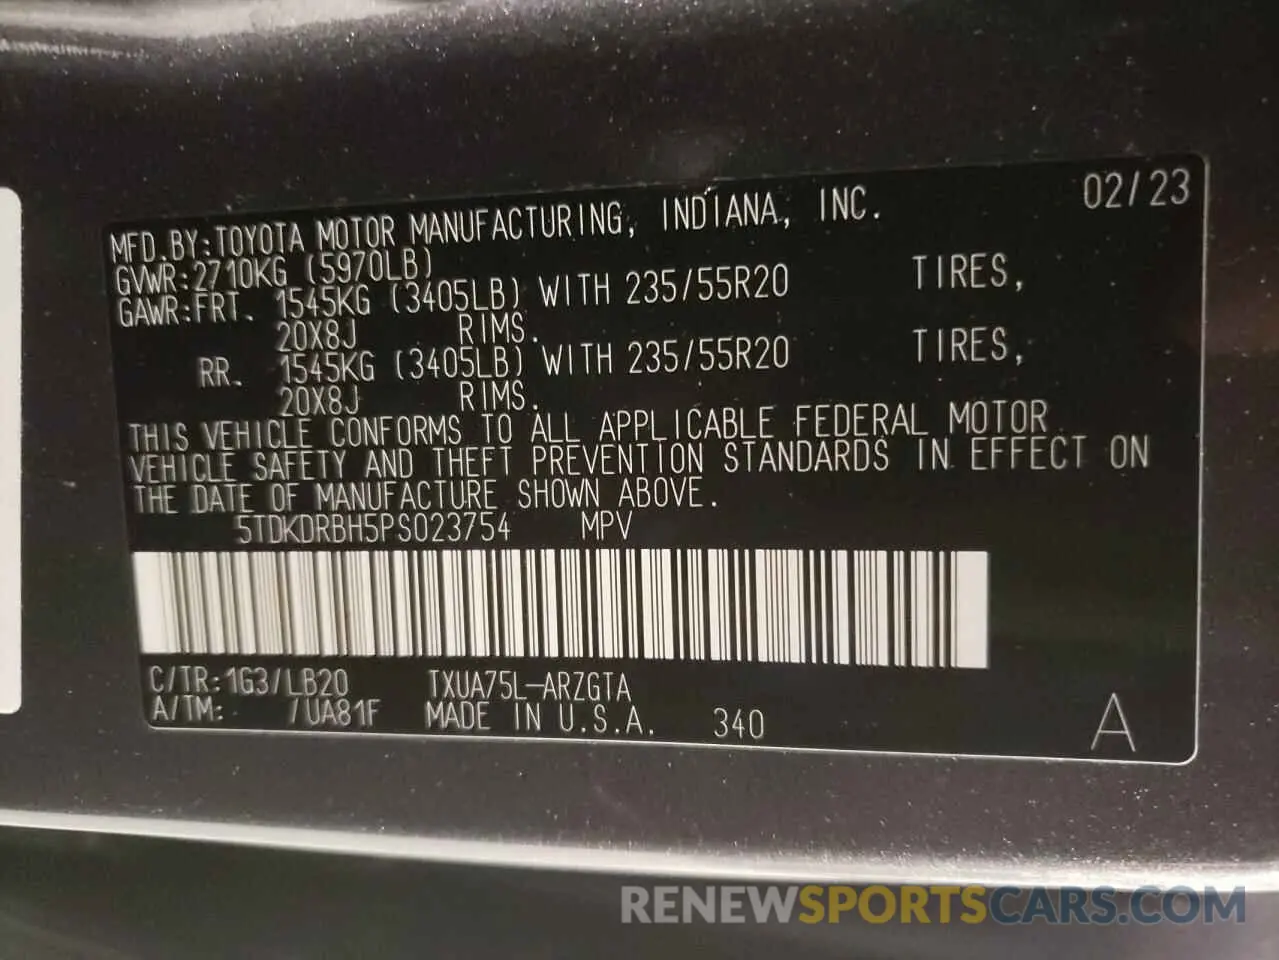 02/23
MFD.BY:TOYOTA MOTOR MANUFACTURING, INDIANA, INC.
GVWR:2710KG (5970LB)
GAWR:FRT. 1545KG (3405LB) WITH 235/55R20 TIRES,
20X8J RIMS.
RR. 1545KG (3405LB) WITH 235/55R20 TIRES,
20X8J RIMS.
THIS VEHICLE CONFORMS TO ALL APPLICABLE FEDERAL MOTOR
VEHICLE SAFETY AND THEFT PREVENTION STANDARDS IN EFFECT ON
THE DATE OF MANUFACTURE SHOWN ABOVE.
5TDKDRBH5PS023754 MPV
C/TR:1G3/LB20 TXUA75L-ARZGTA
A/TM: /UA81F MADE IN U.S.A. 340 A
RENEWSPORTSCARS.COM